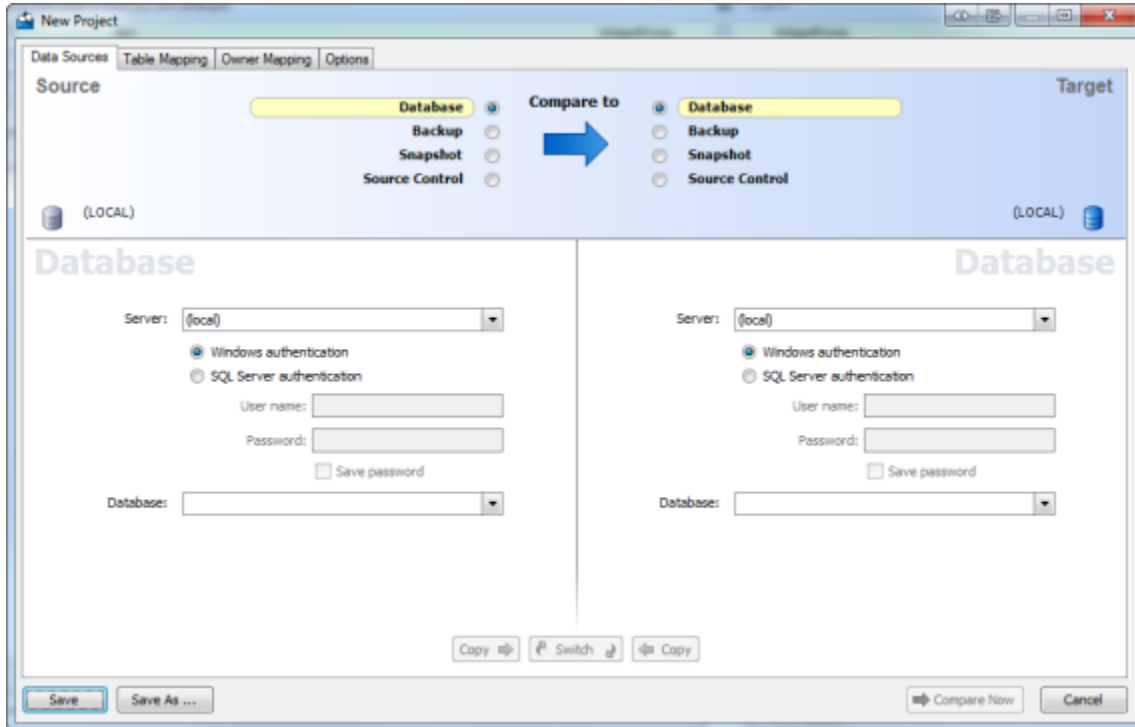 New Project
Data Sources Table Mapping Owner Mapping Options
Source Target
Database Compare to Database
Backup Backup
Snapshot Snapshot
Source Control Source Control
(LOCAL) (LOCAL)
Database Database
Server: (local) Server: (local)
Windows authentication Windows authentication
SQL Server authentication SQL Server authentication
User name: User name:
Password: Password:
Save password Save password
Database: Database:
Copy Switch Copy
Save Save As ... Compare Now Cancel